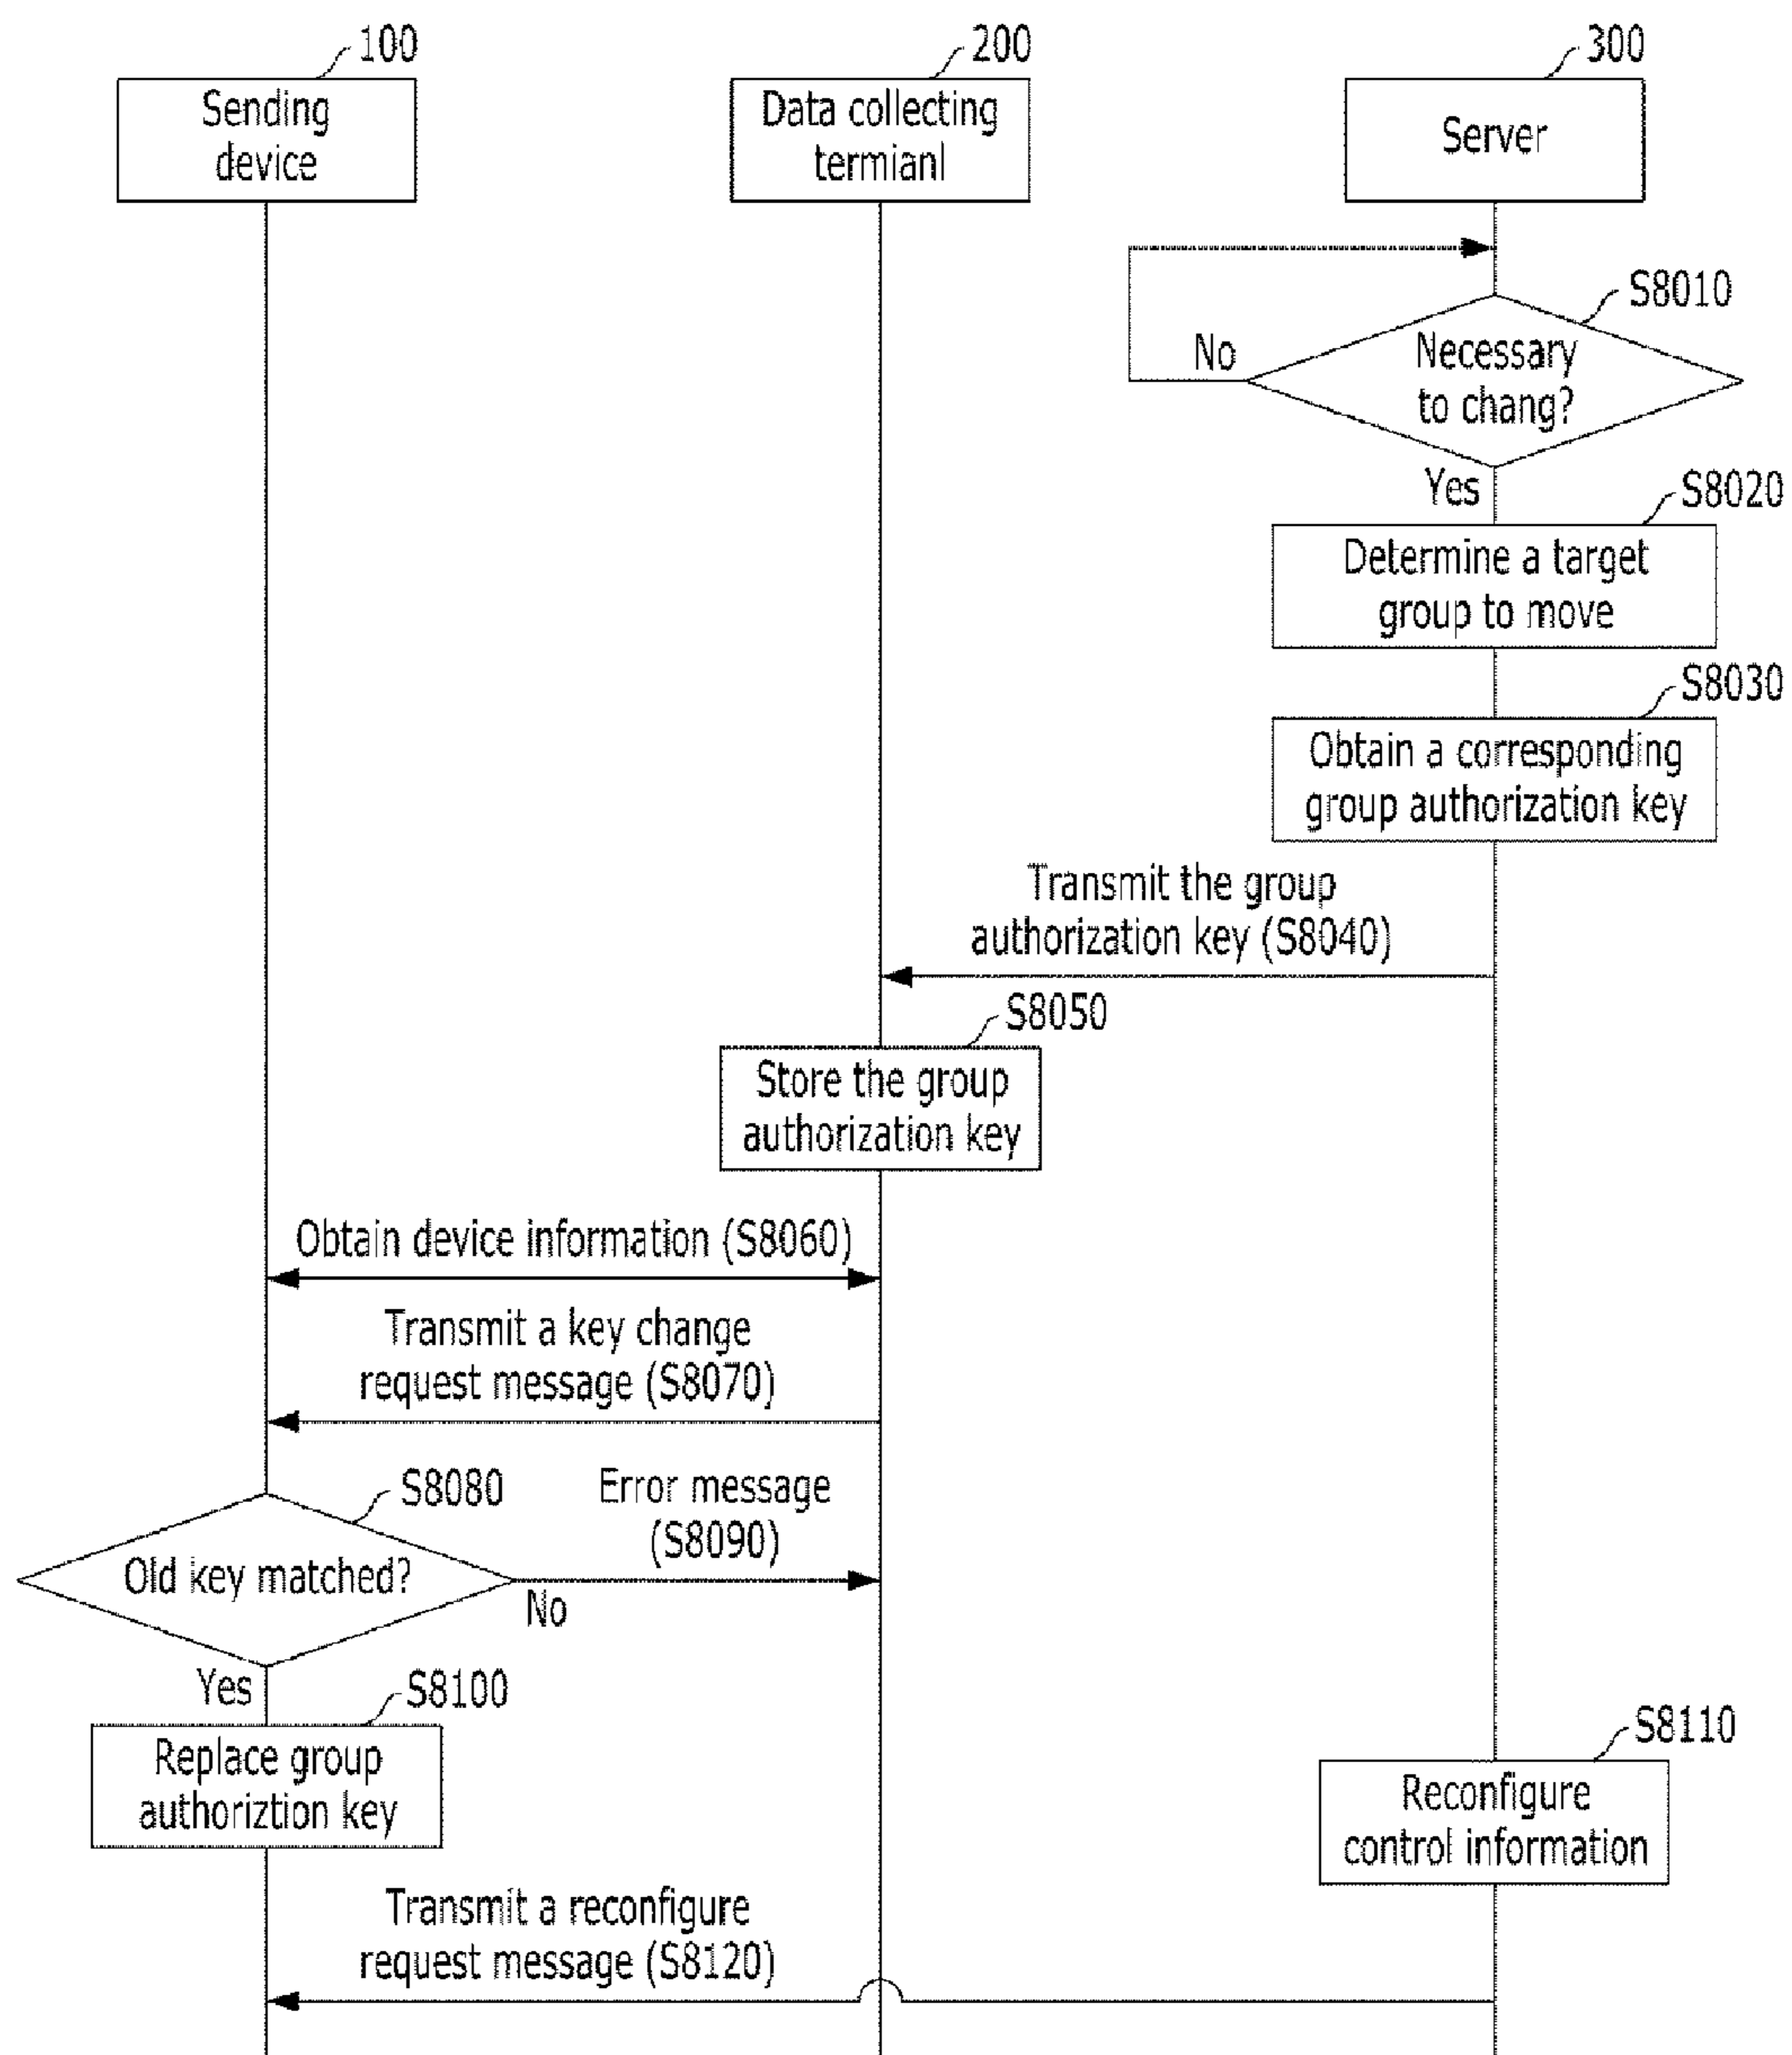 100
200
300
Sending
device
Data collecting
termianl
Server
S8010
Necessary
to chang?
No
Yes
S8020
Determine a target
group to move
S8030
Obtain a corresponding
group authorization key
Transmit the group
authorization key (S8040)
S8050
Store the group
authorization key
Obtain device information (S8060)
Transmit a key change
request message (S8070)
S8080
Old key matched?
Error message
(S8090)
No
Yes
S8100
Replace group
authoriztion key
S8110
Reconfigure
control information
Transmit a reconfigure
request message (S8120)